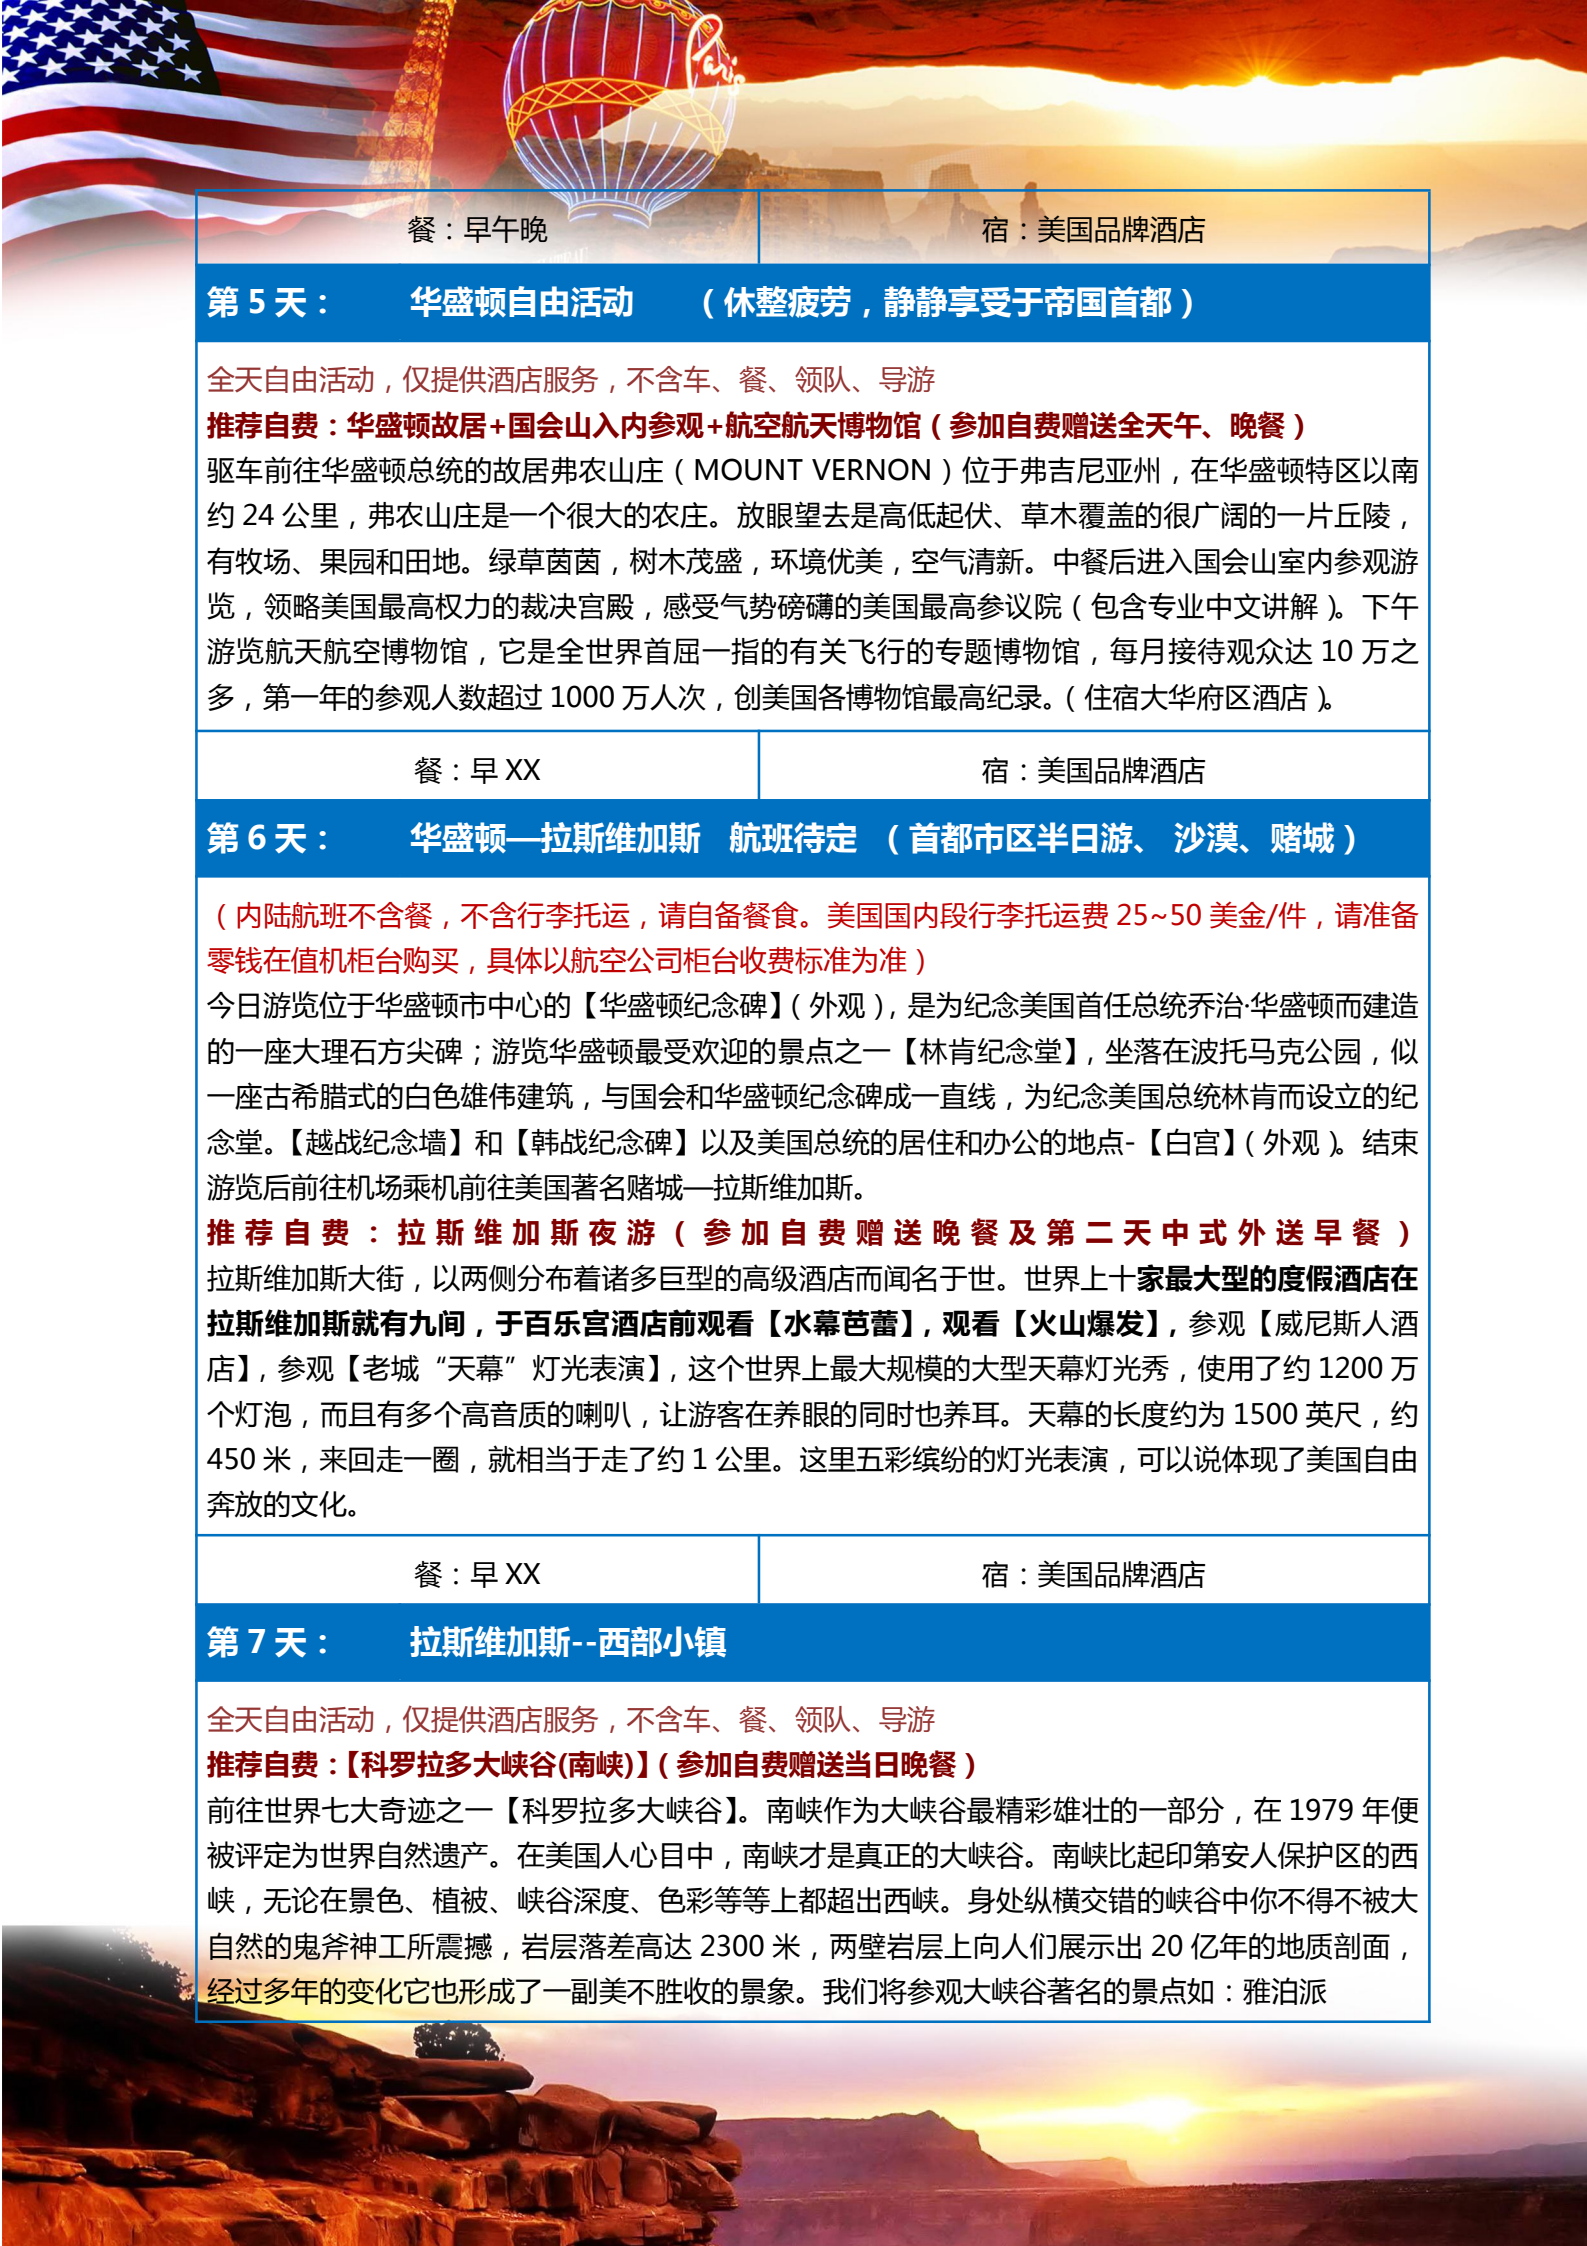 Paris
餐：早午晚
宿：美国品牌酒店
第 5 天： 华盛顿自由活动 （休整疲劳，静静享受于帝国首都）
全天自由活动，仅提供酒店服务，不含车、餐、领队、导游
推荐自费：华盛顿故居+国会山入内参观+航空航天博物馆（参加自费赠送全天午、晚餐）
驱车前往华盛顿总统的故居弗农山庄（MOUNT VERNON）位于弗吉尼亚州，在华盛顿特区以南
约 24 公里，弗农山庄是一个很大的农庄。放眼望去是高低起伏、草木覆盖的很广阔的一片丘陵，
有牧场、果园和田地。绿草茵茵，树木茂盛，环境优美，空气清新。中餐后进入国会山室内参观游
览，领略美国最高权力的裁决宫殿，感受气势磅礴的美国最高参议院（包含专业中文讲解）。下午
游览航天航空博物馆，它是全世界首屈一指的有关飞行的专题博物馆，每月接待观众达 10 万之
多，第一年的参观人数超过 1000 万人次，创美国各博物馆最高纪录。（住宿大华府区酒店）。
餐：早 XX
宿：美国品牌酒店
第 6 天： 华盛顿—拉斯维加斯 航班待定 （首都市区半日游、 沙漠、赌城）
（内陆航班不含餐，不含行李托运，请自备餐食。美国国内段行李托运费 25~50 美金/件，请准备
零钱在值机柜台购买，具体以航空公司柜台收费标准为准）
今日游览位于华盛顿市中心的【华盛顿纪念碑】（外观），是为纪念美国首任总统乔治·华盛顿而建造
的一座大理石方尖碑；游览华盛顿最受欢迎的景点之一【林肯纪念堂】，坐落在波托马克公园，似
一座古希腊式的白色雄伟建筑，与国会和华盛顿纪念碑成一直线，为纪念美国总统林肯而设立的纪
念堂。【越战纪念墙】和【韩战纪念碑】以及美国总统的居住和办公的地点-【白宫】（外观）。结束
游览后前往机场乘机前往美国著名赌城—拉斯维加斯。
推荐自费：拉斯维加斯夜游（参加自费赠送晚餐及第二天中式外送早餐）
拉斯维加斯大街，以两侧分布着诸多巨型的高级酒店而闻名于世。世界上十家最大型的度假酒店在
拉斯维加斯就有九间，于百乐宫酒店前观看【水幕芭蕾】，观看【火山爆发】，参观【威尼斯人酒
店】，参观【老城“天幕”灯光表演】，这个世界上最大规模的大型天幕灯光秀，使用了约 1200 万
个灯泡，而且有多个高音质的喇叭，让游客在养眼的同时也养耳。天幕的长度约为 1500 英尺，约
450 米，来回走一圈，就相当于走了约 1 公里。这里五彩缤纷的灯光表演，可以说体现了美国自由
奔放的文化。
餐：早 XX
宿：美国品牌酒店
第 7 天： 拉斯维加斯--西部小镇
全天自由活动，仅提供酒店服务，不含车、餐、领队、导游
推荐自费：【科罗拉多大峡谷(南峡)】（参加自费赠送当日晚餐）
前往世界七大奇迹之一【科罗拉多大峡谷】。南峡作为大峡谷最精彩雄壮的一部分，在 1979 年便
被评定为世界自然遗产。在美国人心目中，南峡才是真正的大峡谷。南峡比起印第安人保护区的西
峡，无论在景色、植被、峡谷深度、色彩等等上都超出西峡。身处纵横交错的峡谷中你不得不被大
自然的鬼斧神工所震撼，岩层落差高达 2300 米，两壁岩层上向人们展示出 20 亿年的地质剖面，
经过多年的变化它也形成了一副美不胜收的景象。我们将参观大峡谷著名的景点如：雅泊派